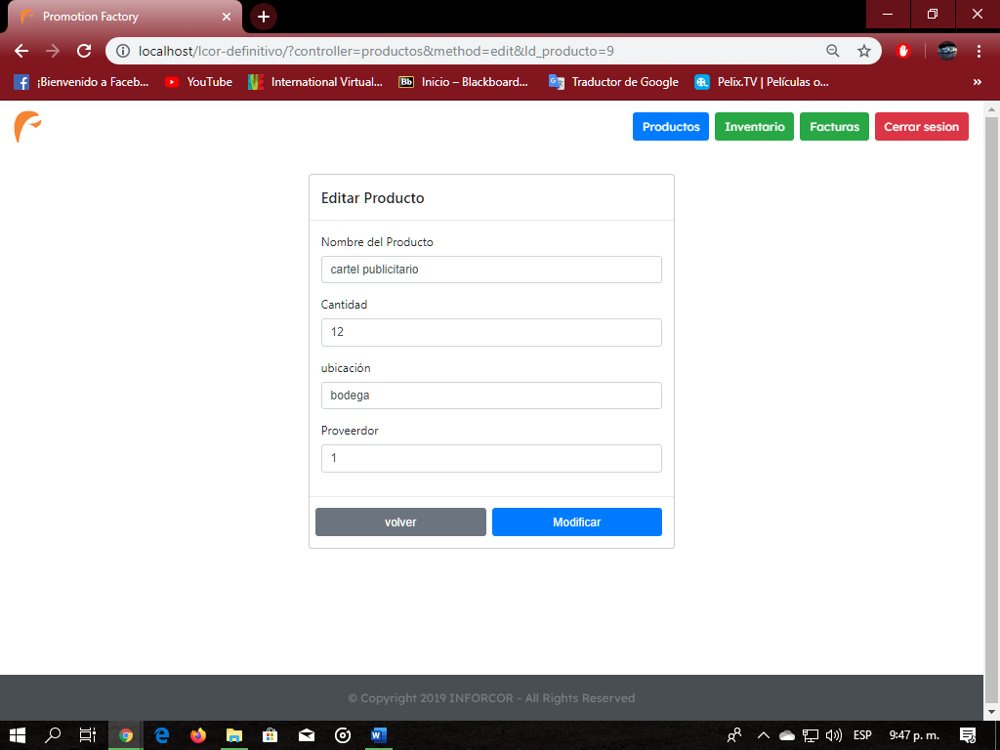 Promotion Factory
localhost/Icor-definitivo/?controller=productos&method=edit&Id_producto=9
¡Bienvenido a Faceb...
YouTube
International Virtual...
Bb
Inicio – Blackboard...
Traductor de Google
Pelix.TV | Películas o...
»
Productos
Inventario
Facturas
Cerrar sesion
Editar Producto
Nombre del Producto
cartel publicitario
Cantidad
12
ubicación
bodega
Proveerdor
1
volver
Modificar
© Copyright 2019 INFORCOR - All Rights Reserved
ESP
9:47 p. m.